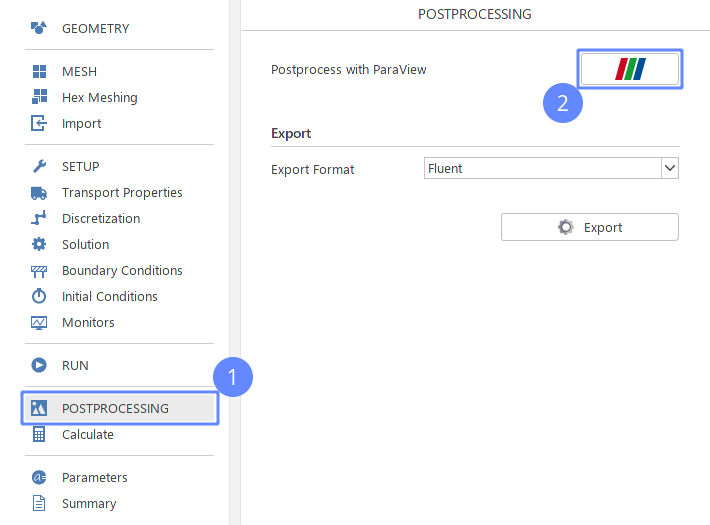 GEOMETRY
MESH
Hex Meshing
Import
SETUP
Transport Properties
Discretization
Solution
Boundary Conditions
Initial Conditions
Monitors
RUN
1
POSTPROCESSING
Calculate
Parameters
Summary
POSTPROCESSING
Postprocess with ParaView
2
Export
Export Format
Fluent
Export